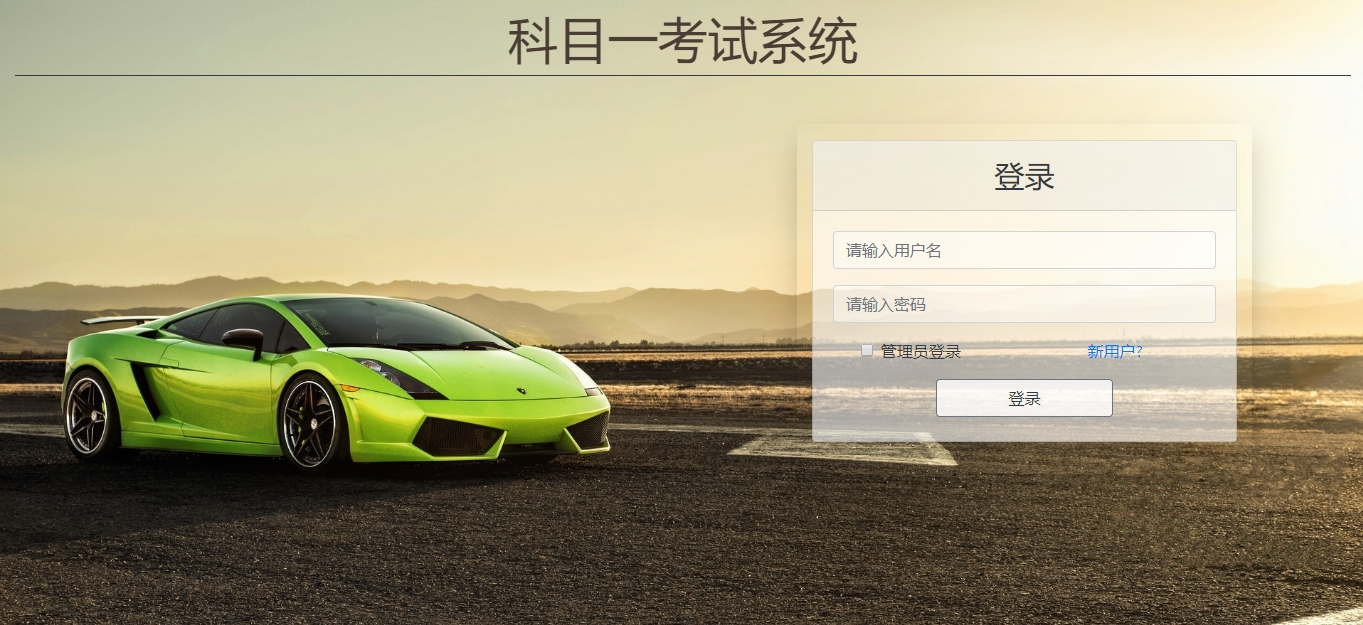 科目一考试系统
登录
请输入用户名
请输入密码
管理员登录 新用户?
登录